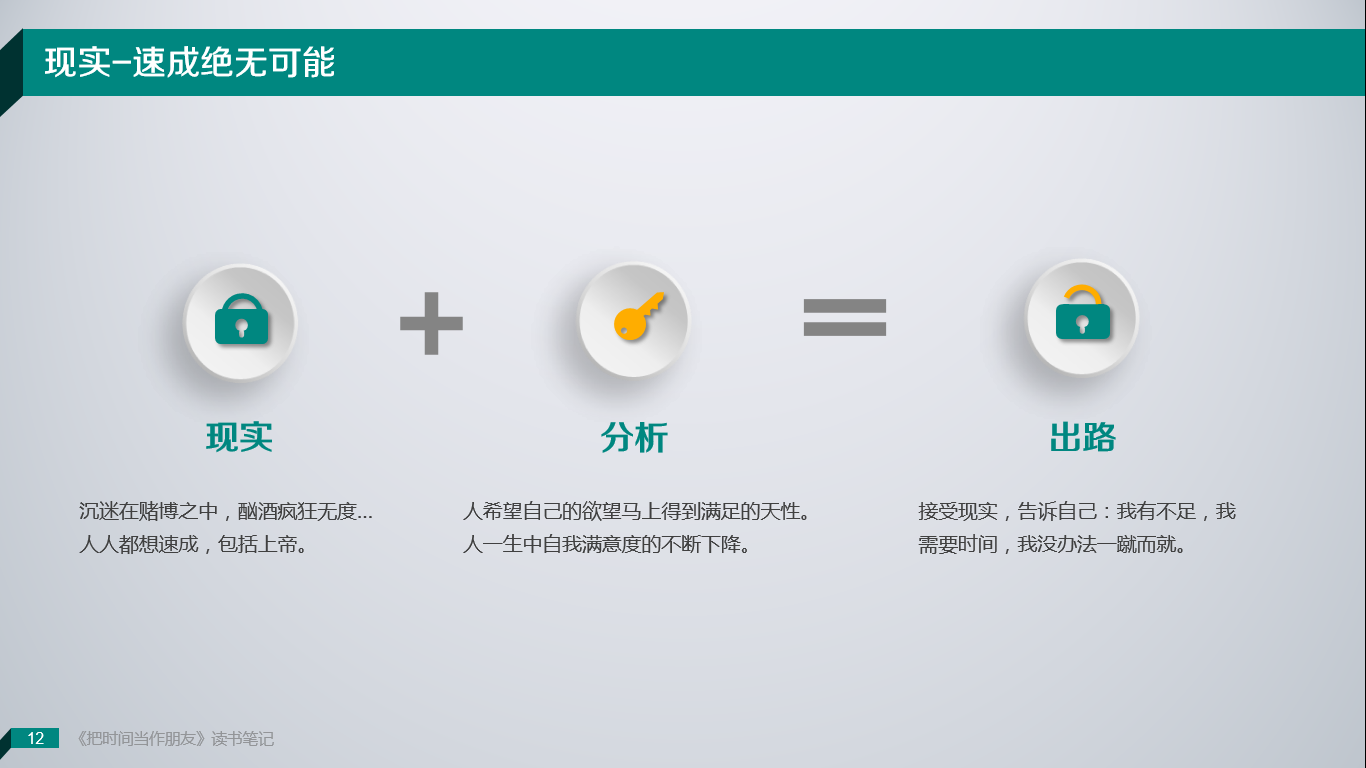 现实-速成绝无可能
现实
分析
出路
沉迷在赌博之中，酗酒疯狂无度...
人人都想速成，包括上帝。
人希望自己的欲望马上得到满足的天性。
人一生中自我满意度的不断下降。
接受现实，告诉自己：我有不足，我
需要时间，我没办法一蹴而就。
12
《把时间当作朋友》读书笔记